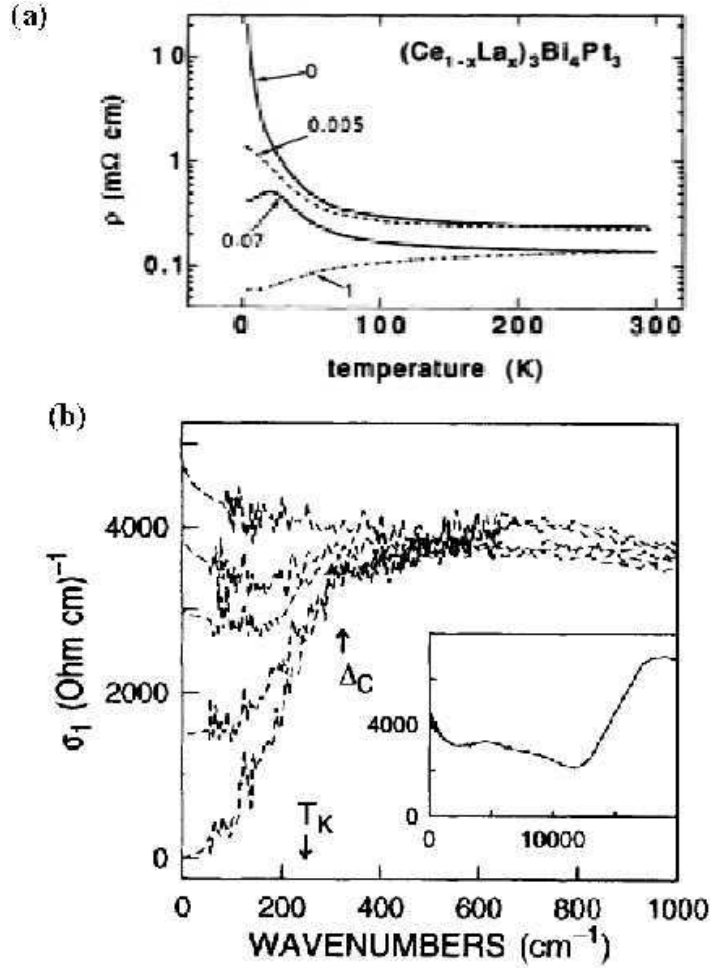 (a)
10
1
0.1
ρ (mΩ cm)
(Ce1-xLax)3Bi4Pt3
0
0.005
0.07
1
0 100 200 300
temperature (K)
(b)
4000
2000
0
σ1 (Ohm cm)-1
ΔC
TK
4000
0
0 10000
0 200 400 600 800 1000
WAVENUMBERS (cm-1)